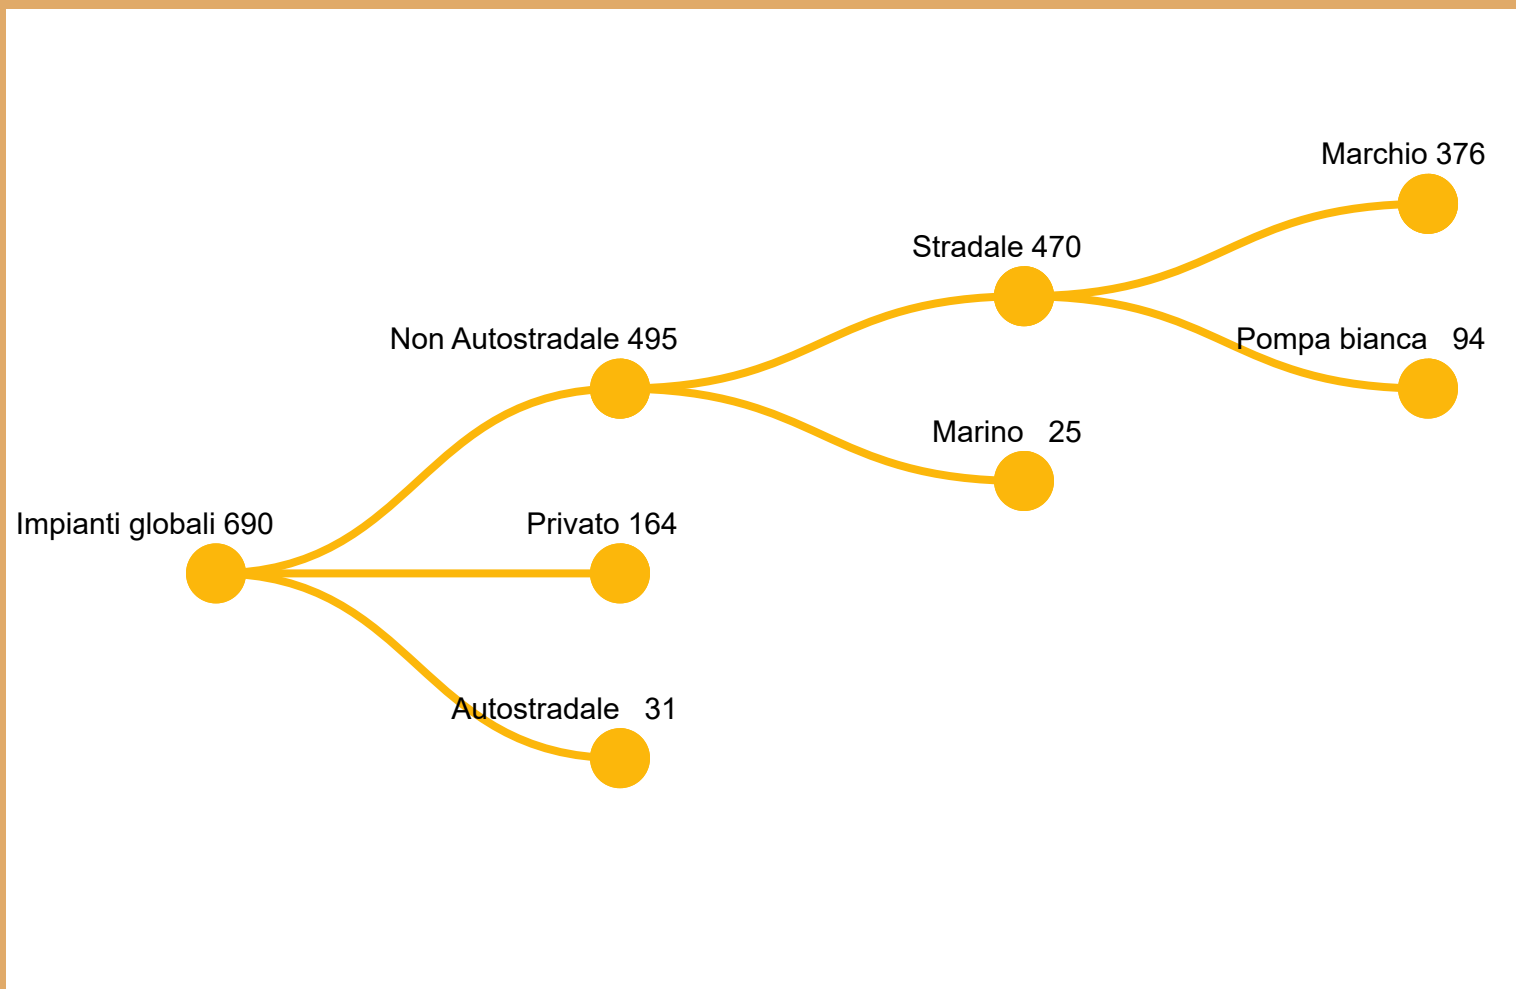 Marchio 376
Stradale 470
Non Autostradale 495
Pompa bianca 94
Marino 25
Impianti globali 690
Privato 164
Autostradale 31